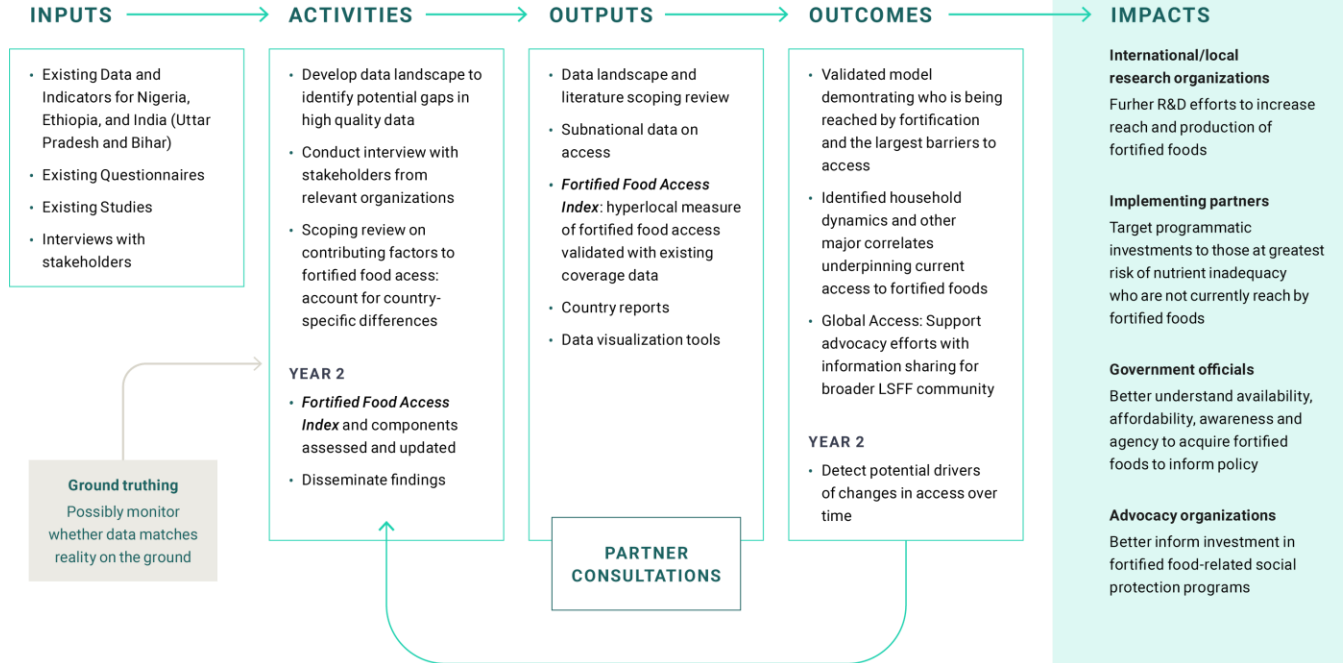 INPUTS
ACTIVITIES
OUTPUTS
OUTCOMES
IMPACTS
• Existing Data and
Indicators for Nigeria,
Ethiopia, and India (Uttar
Pradesh and Bihar)
• Existing Questionnaires
• Existing Studies
• Interviews with
stakeholders
Ground truthing
Possibly monitor
whether data matches
reality on the ground
• Develop data landscape to
identify potential gaps in
high quality data
• Conduct interview with
stakeholders from
relevant organizations
• Scoping review on
contributing factors to
fortified food acess:
account for country-
specific differences
YEAR 2
• Fortified Food Access
Index and components
assessed and updated
• Disseminate findings
• Data landscape and
literature scoping review
• Subnational data on
access
• Fortified Food Access
Index: hyperlocal measure
of fortified food access
validated with existing
coverage data
• Country reports
• Data visualization tools
PARTNER
CONSULTATIONS
• Validated model
demontrating who is being
reached by fortification
and the largest barriers to
access
• Identified household
dynamics and other
major correlates
underpinning current
access to fortified foods
• Global Access: Support
advocacy efforts with
information sharing for
broader LSFF community
YEAR 2
• Detect potential drivers
of changes in access over
time
International/local
research organizations
Furher R&D efforts to increase
reach and production of
fortified foods
Implementing partners
Target programmatic
investments to those at greatest
risk of nutrient inadequacy
who are not currently reach by
fortified foods
Government officials
Better understand availability,
affordability, awareness and
agency to acquire fortified
foods to inform policy
Advocacy organizations
Better inform investment in
fortified food-related social
protection programs